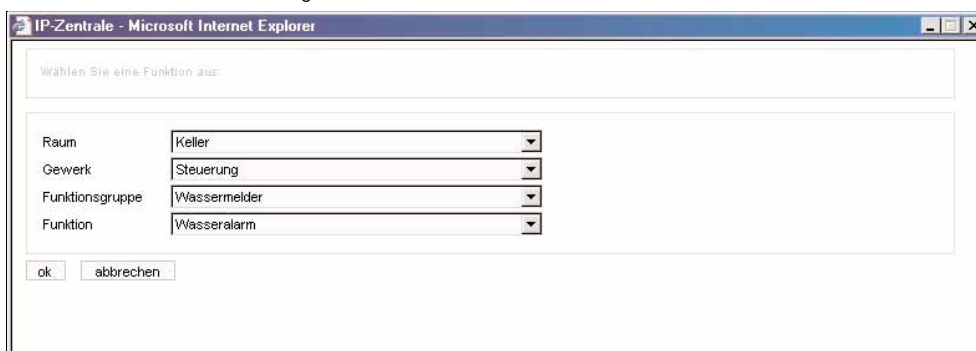 IP-Zentrale - Microsoft Internet Explorer
Wählen Sie eine Funktion aus:
Raum Keller
Gewerk Steuerung
Funktionsgruppe Wassermelder
Funktion Wasseralarm
ok abbrechen